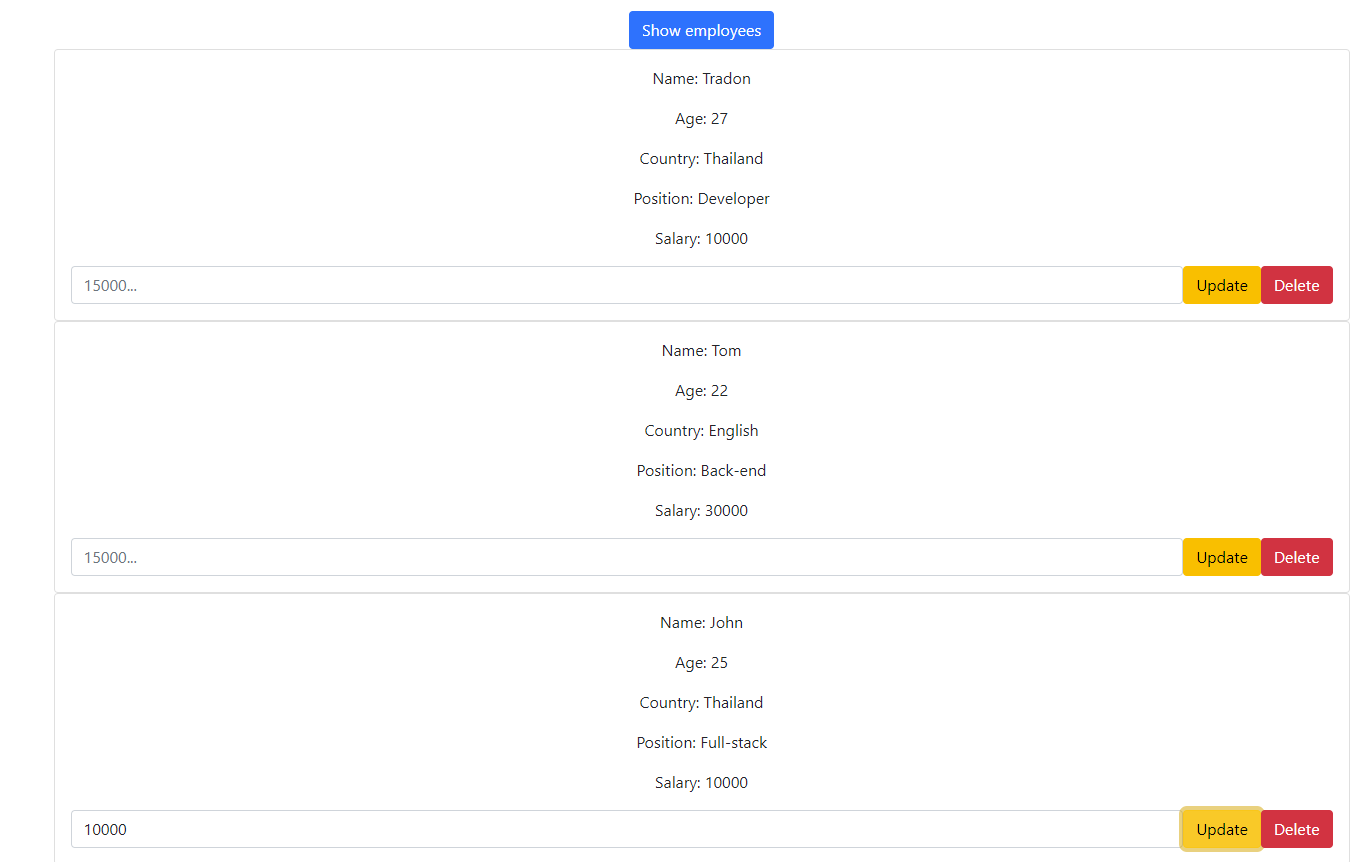 Show employees
Name: Tradon
Age: 27
Country: Thailand
Position: Developer
Salary: 10000
15000... Update Delete
Name: Tom
Age: 22
Country: English
Position: Back-end
Salary: 30000
15000... Update Delete
Name: John
Age: 25
Country: Thailand
Position: Full-stack
Salary: 10000
10000 Update Delete